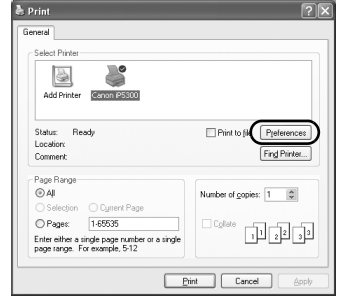 Print
General
Select Printer
Add Printer
Canon iP5300
Status: Ready
Location:
Comment:
Print to file
Preferences
Find Printer...
Page Range
All
Selection
Current Page
Pages: 1-65535
Enter either a single page number or a single
page range. For example, 5-12
Number of copies: 1
Collate
1 1 2 2 3 3
Print
Cancel
Apply